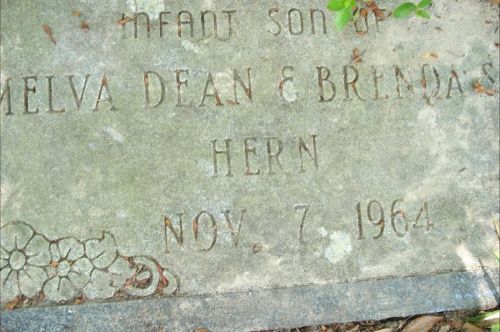 INFANT SON OF
MELVA DEAN & BRENDA S
HERN
NOV. 7 1964